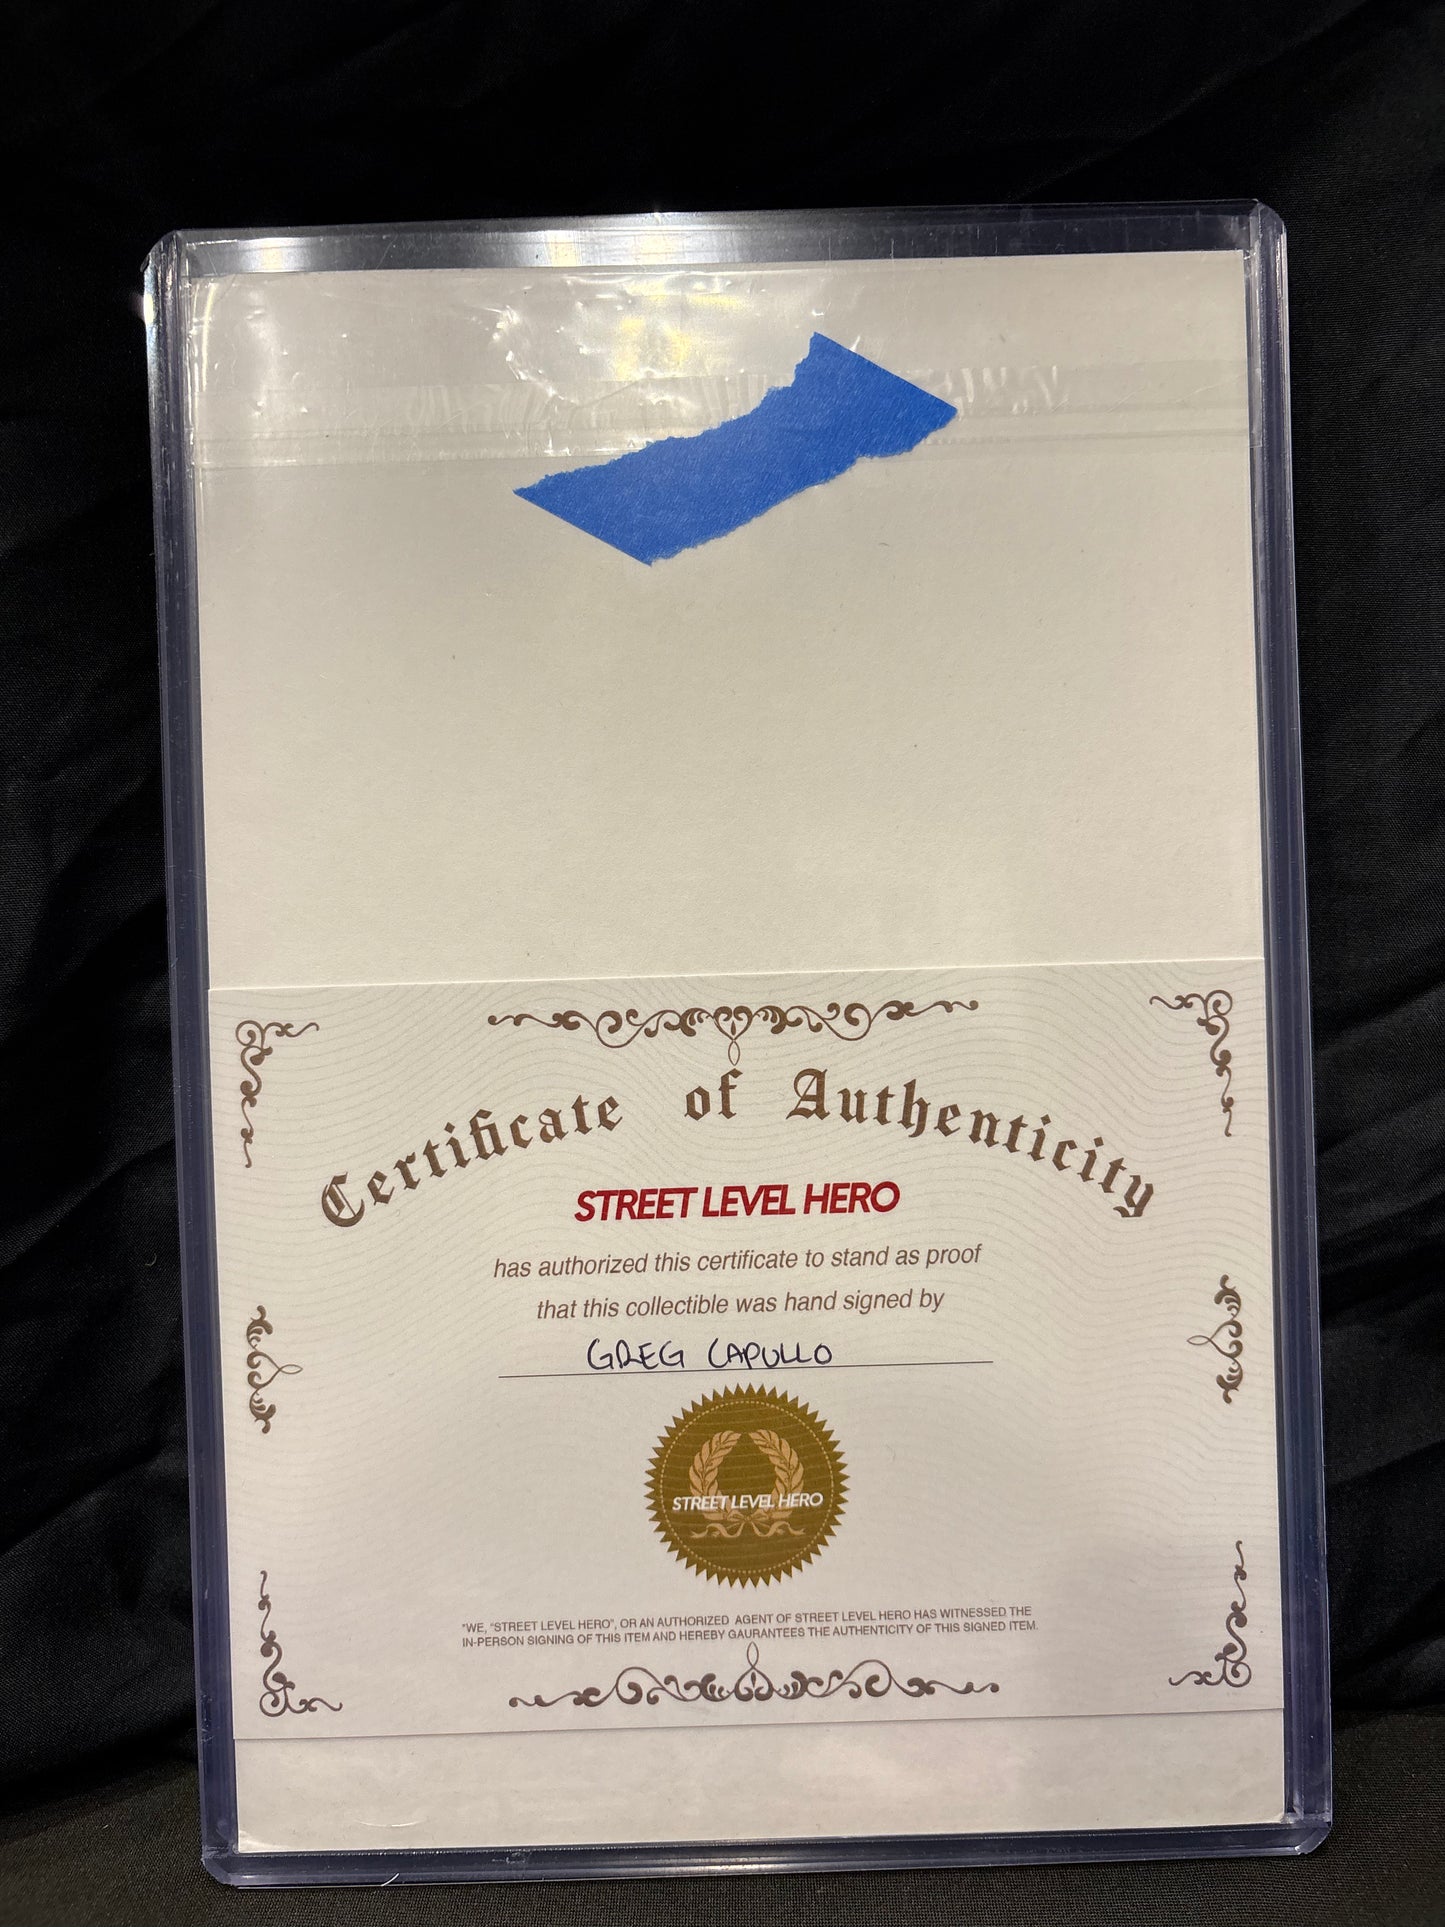 Certificate of Authenticity
STREET LEVEL HERO
has authorized this certificate to stand as proof
that this collectible was hand signed by
GREG CAPULLO
STREET LEVEL HERO
"WE, "STREET LEVEL HERO", OR AN AUTHORIZED AGENT OF STREET LEVEL HERO HAS WITNESSED THE
IN-PERSON SIGNING OF THIS ITEM AND HEREBY GAURANTEES THE AUTHENTICITY OF THIS SIGNED ITEM.